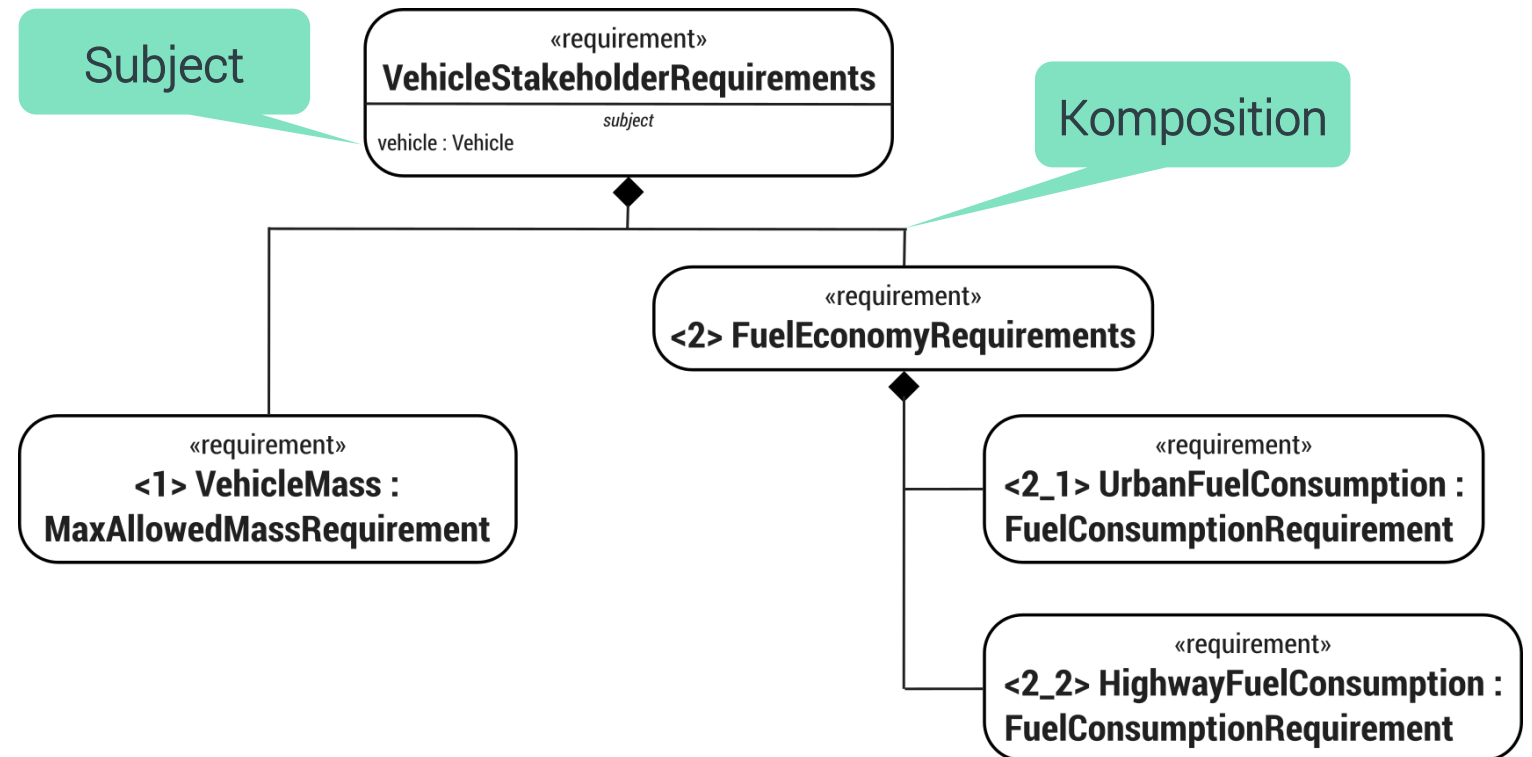 Subject
«requirement»
VehicleStakeholderRequirements
subject
vehicle : Vehicle
Komposition
«requirement»
<2> FuelEconomyRequirements
«requirement»
<1> VehicleMass :
MaxAllowedMassRequirement
«requirement»
<2_1> UrbanFuelConsumption :
FuelConsumptionRequirement
«requirement»
<2_2> HighwayFuelConsumption :
FuelConsumptionRequirement